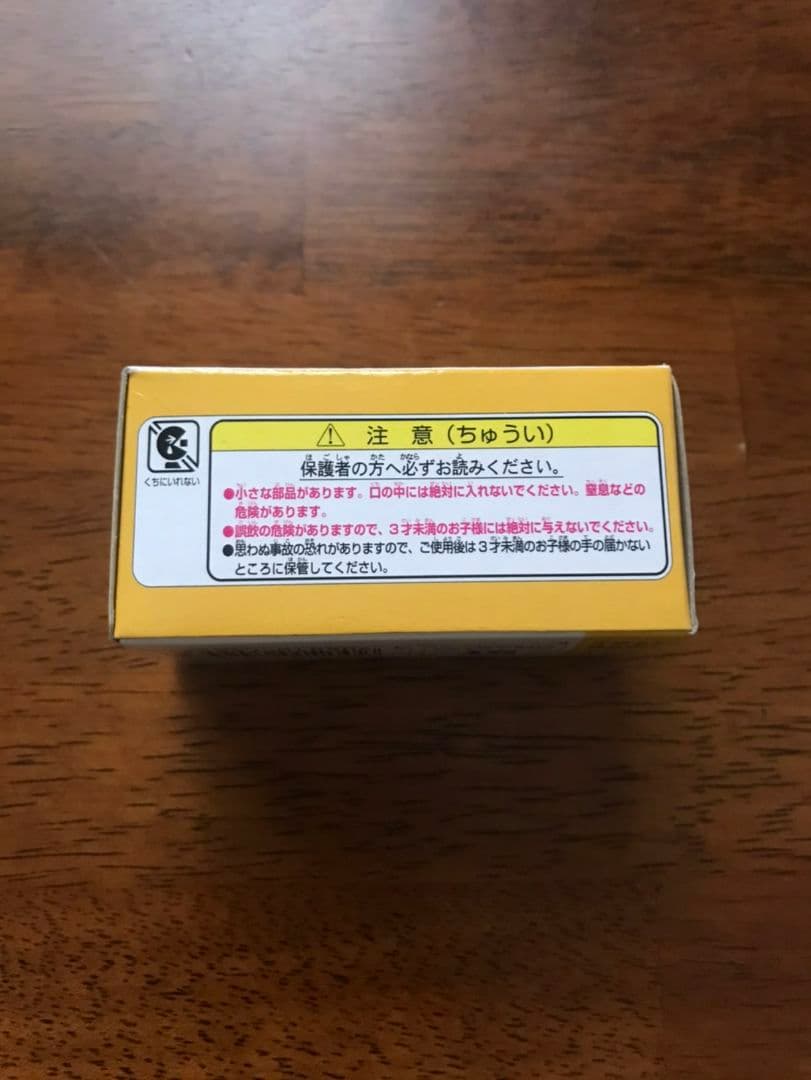 くちにいれない
⚠ 注 意（ちゅうい）
保護者の方へ必ずお読みください。
●小さな部品があります。口の中には絶対に入れないでください。窒息などの
危険があります。
●誤飲の危険がありますので、3才未満のお子様には絶対に与えないでください。
●思わぬ事故の恐れがありますので、ご使用後は3才未満のお子様の手の届かない
ところに保管してください。